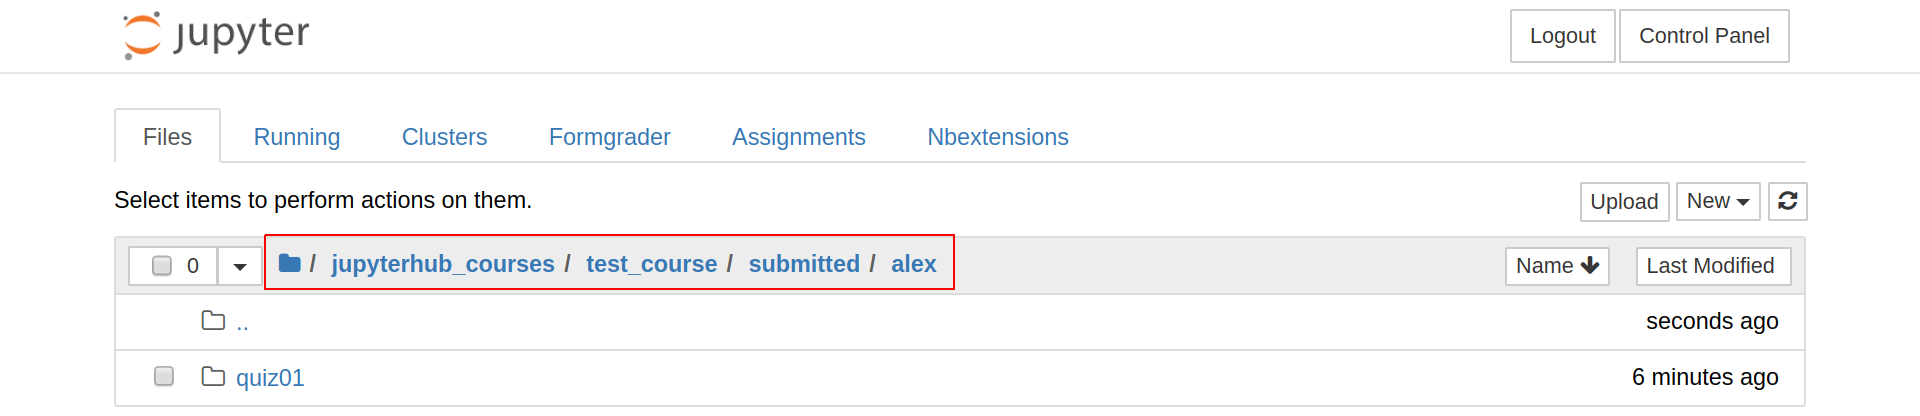 jupyter
Logout Control Panel
Files Running Clusters Formgrader Assignments Nbextensions
Select items to perform actions on them.
Upload New
0 / jupyterhub_courses / test_course / submitted / alex Name Last Modified
.. seconds ago
quiz01 6 minutes ago